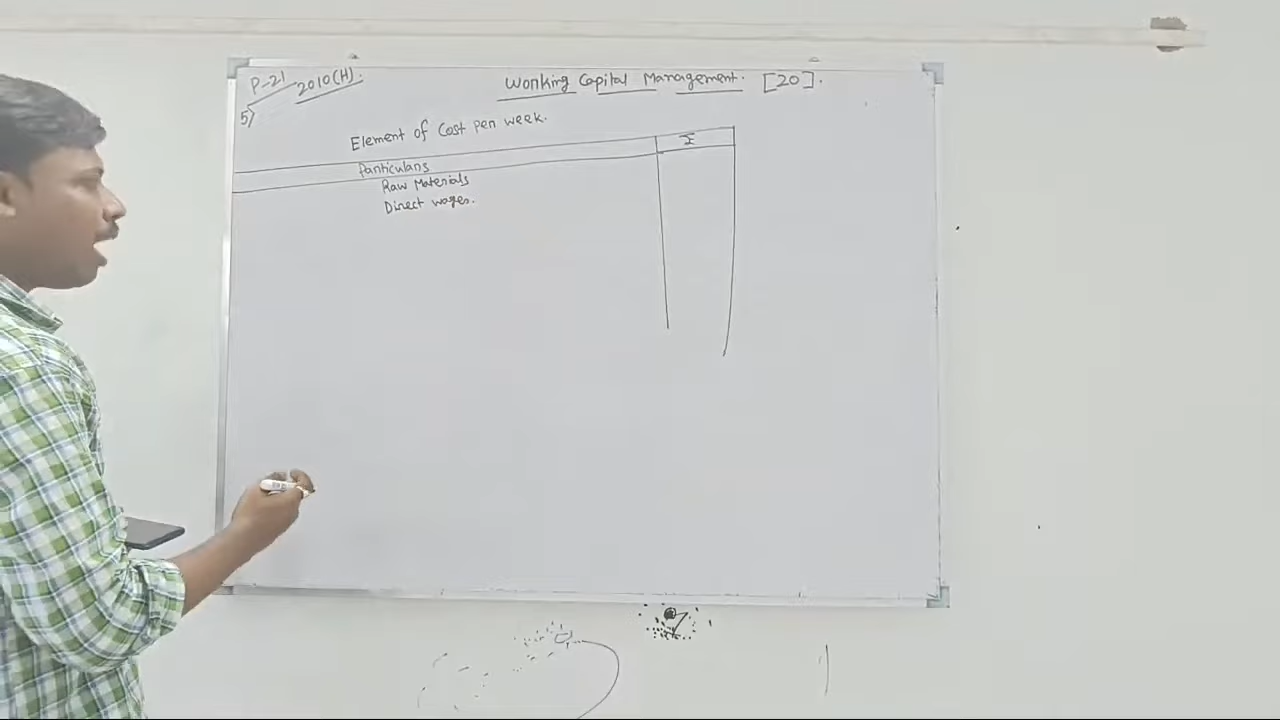 P-21 2010(H).
Working Capital Management. [20].
5)
Element of Cost per week.
Particulars ₹
Raw Materials
Direct wages.